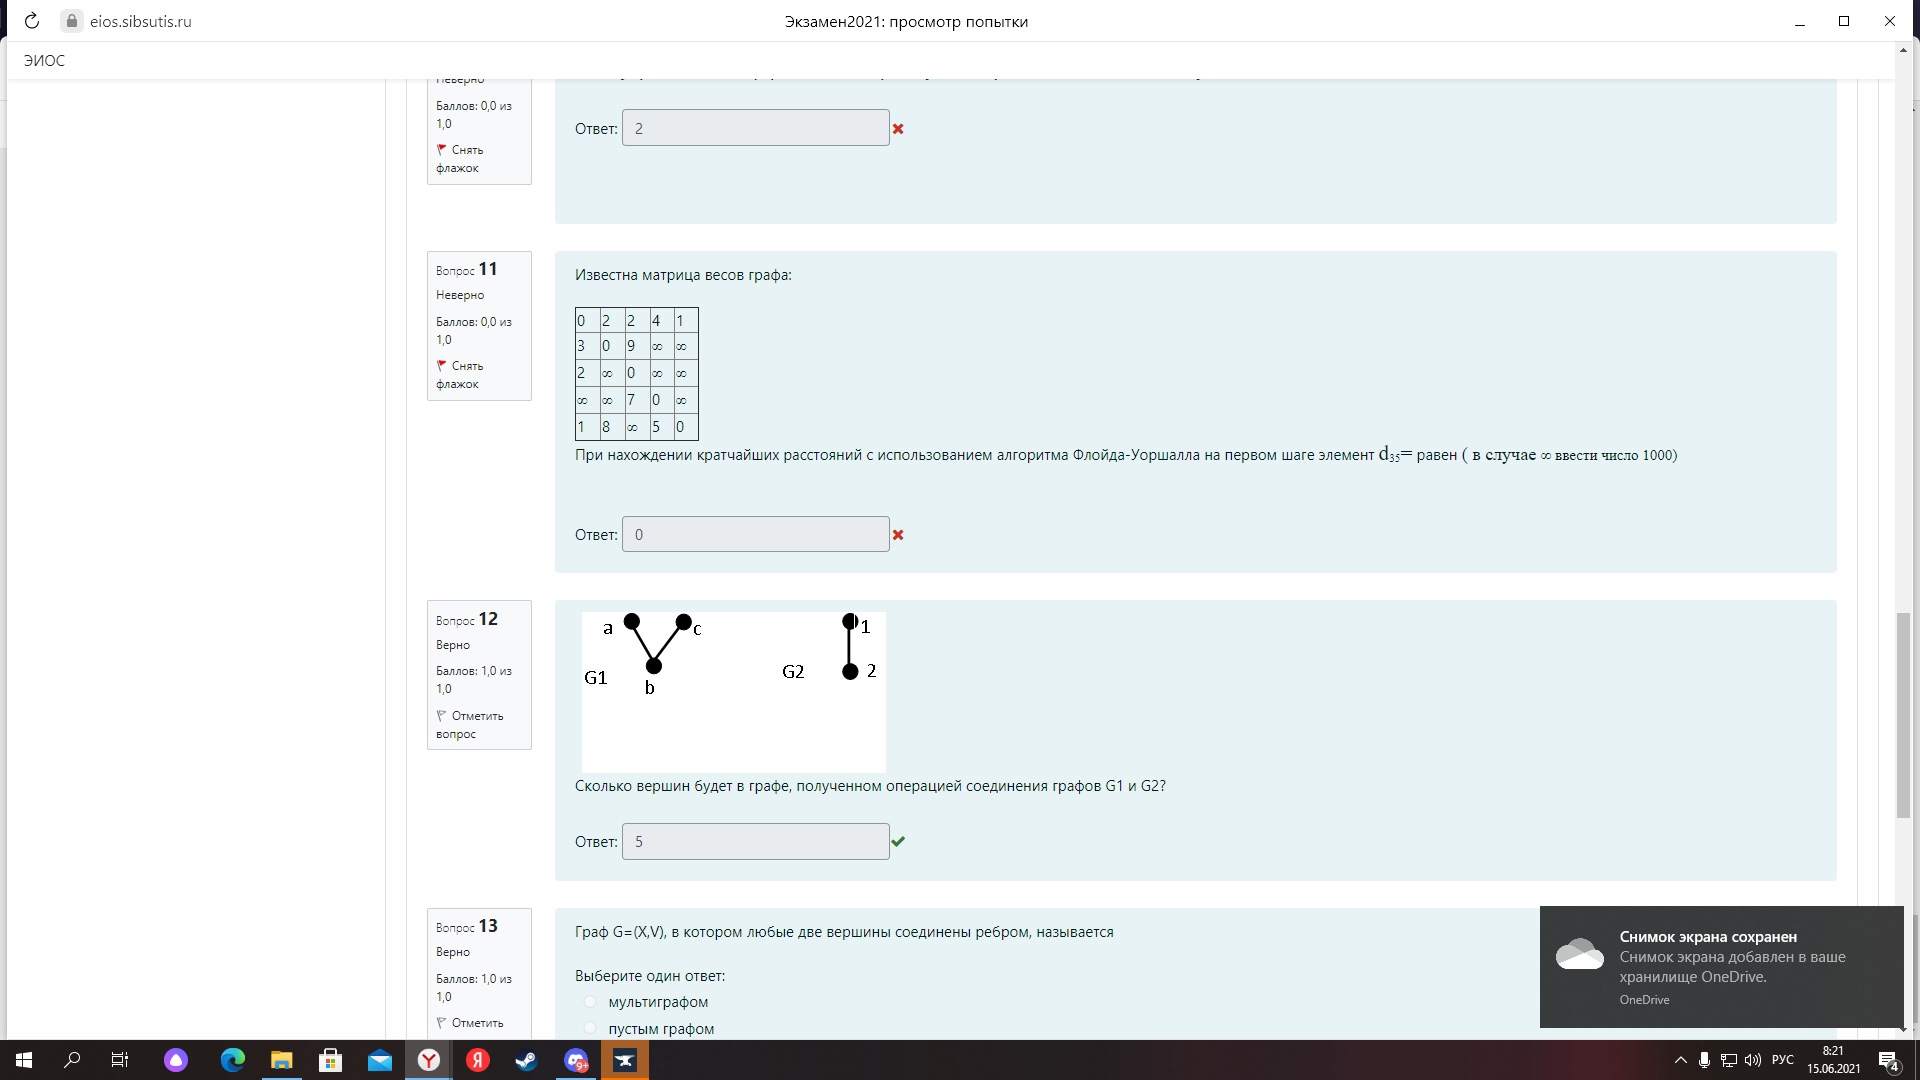 eios.sibsutis.ru
Экзамен2021: просмотр попытки
ЭИОС
Неверно
Баллов: 0,0 из
1,0
Снять
флажок
Ответ: 2
Вопрос 11
Неверно
Баллов: 0,0 из
1,0
Снять
флажок
Известна матрица весов графа:
0 2 2 4 1
3 0 9 ∞ ∞
2 ∞ 0 ∞ ∞
∞ ∞ 7 0 ∞
1 8 ∞ 5 0
При нахождении кратчайших расстояний с использованием алгоритма Флойда-Уоршалла на первом шаге элемент d₃₅= равен ( в случае ∞ ввести число 1000)
Ответ: 0
Вопрос 12
Верно
Баллов: 1,0 из
1,0
Отметить
вопрос
a c 1
G1 b G2 2
Сколько вершин будет в графе, полученном операцией соединения графов G1 и G2?
Ответ: 5
Вопрос 13
Верно
Баллов: 1,0 из
1,0
Отметить
Граф G=(X,V), в котором любые две вершины соединены ребром, называется
Выберите один ответ:
мультиграфом
пустым графом
Снимок экрана сохранен
Снимок экрана добавлен в ваше
хранилище OneDrive.
OneDrive
9+
РУС
8:21
15.06.2021
4